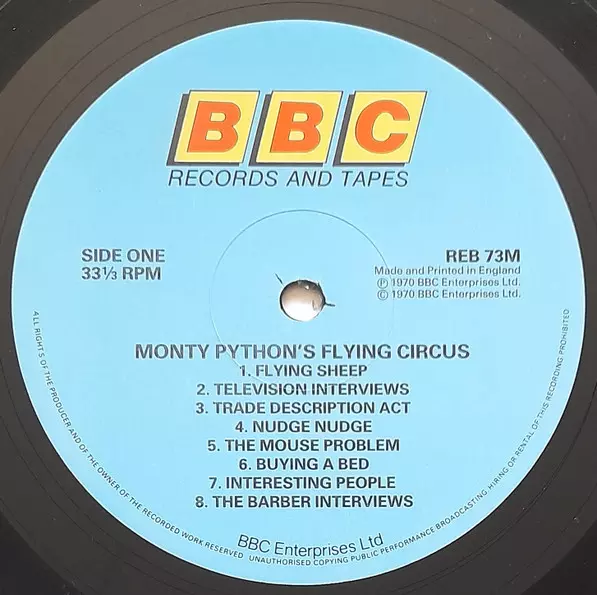 BBC
RECORDS AND TAPES
SIDE ONE
33⅓ RPM
REB 73M
Made and Printed in England
Ⓟ 1970 BBC Enterprises Ltd.
© 1970 BBC Enterprises Ltd.
MONTY PYTHON'S FLYING CIRCUS
1. FLYING SHEEP
2. TELEVISION INTERVIEWS
3. TRADE DESCRIPTION ACT
4. NUDGE NUDGE
5. THE MOUSE PROBLEM
6. BUYING A BED
7. INTERESTING PEOPLE
8. THE BARBER INTERVIEWS
BBC Enterprises Ltd
ALL RIGHTS OF THE PRODUCER AND OF THE OWNER OF THE RECORDED WORK RESERVED UNAUTHORISED COPYING PUBLIC PERFORMANCE BROADCASTING HIRING OR RENTAL OF THIS RECORDING PROHIBITED